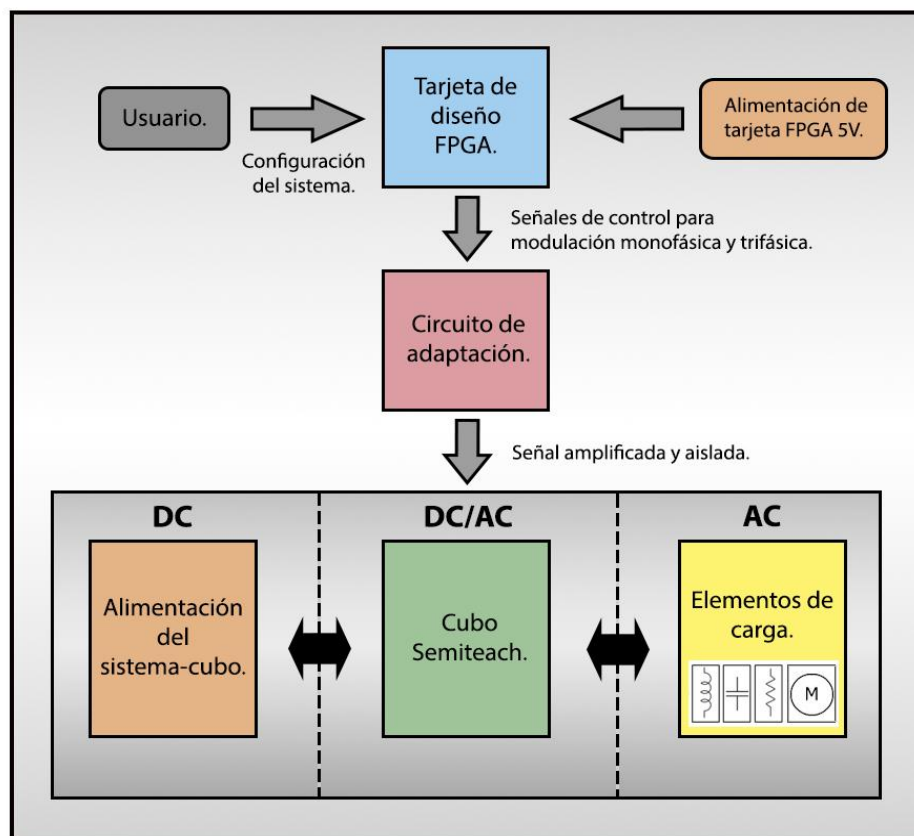 Tarjeta de
diseño
FPGA.
Usuario.
Alimentación de
tarjeta FPGA 5V.
Configuración
del sistema.
Señales de control para
modulación monofásica y trifásica.
Circuito de
adaptación.
Señal amplificada y aislada.
DC
DC/AC
AC
Alimentación
del
sistema-cubo.
Cubo
Semiteach.
Elementos de
carga.
M